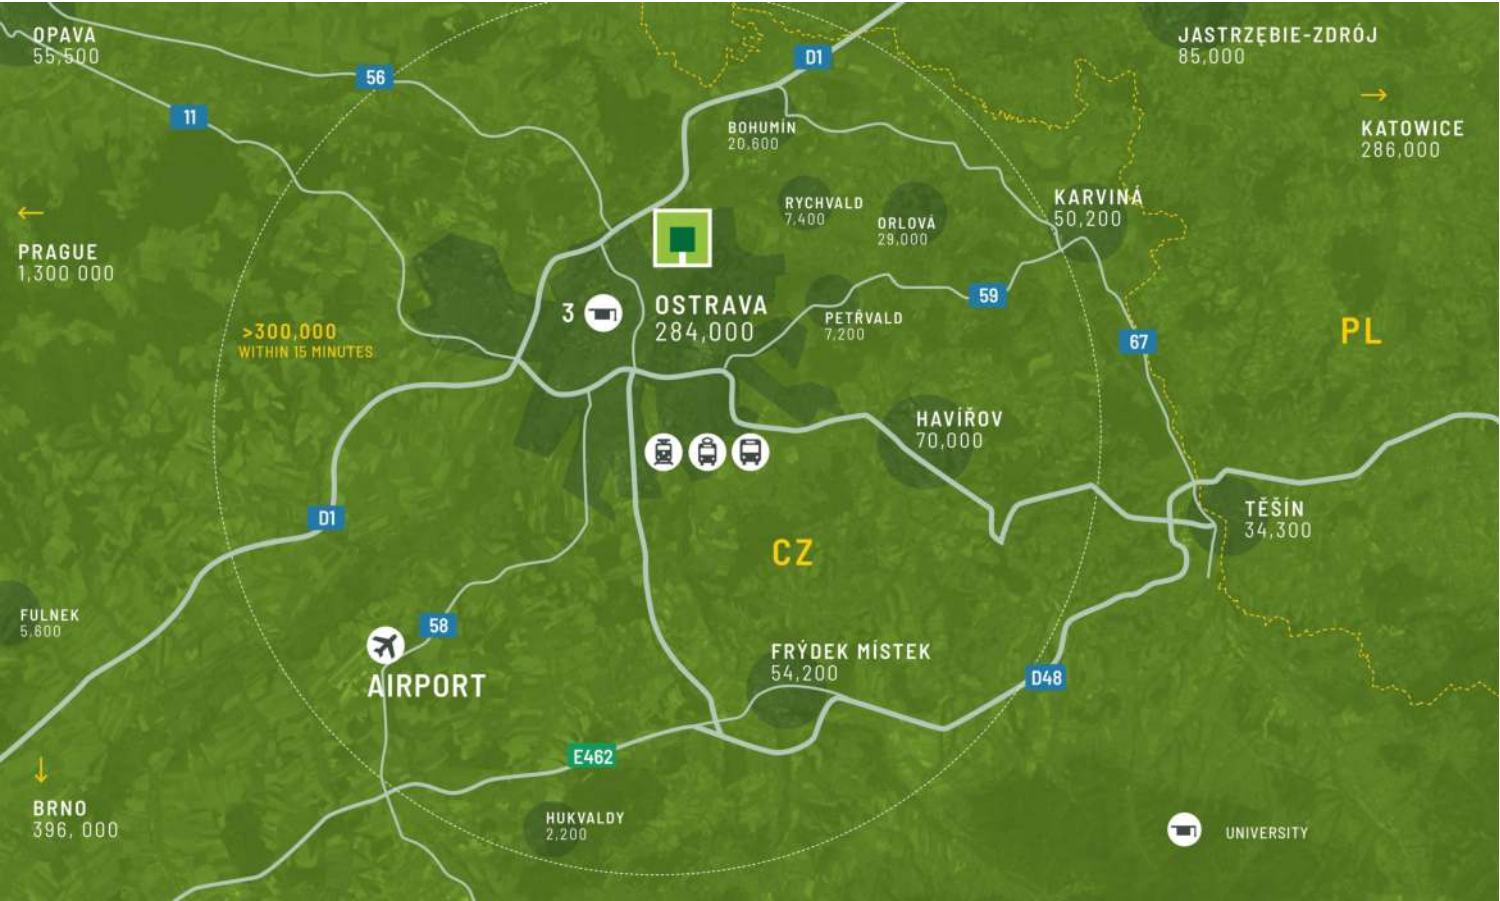 OPAVA
55,500
56
11
D1
JASTRZĘBIE-ZDRÓJ
85,000
→
KATOWICE
286,000
BOHUMÍN
20,600
←
PRAGUE
1,300 000
RYCHVALD
7,400
ORLOVÁ
29,000
KARVINÁ
50,200
>300,000
WITHIN 15 MINUTES
3
OSTRAVA
284,000
PETŘVALD
7,200
59
67
PL
HAVÍŘOV
70,000
D1
CZ
TĚŠÍN
34,300
FULNEK
5,600
58
AIRPORT
FRÝDEK MÍSTEK
54,200
D48
E462
↓
BRNO
396, 000
HUKVALDY
2,200
UNIVERSITY